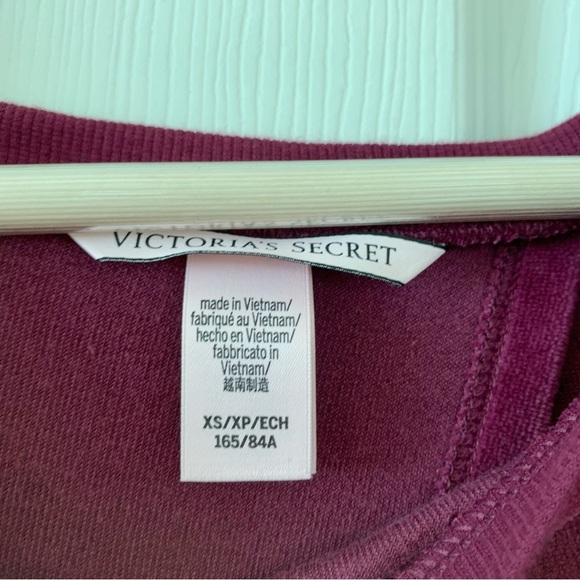 VICTORIA'S SECRET
made in Vietnam/
fabriqué au Vietnam/
hecho en Vietnam/
fabbricato in
Vietnam/
越南制造
XS/XP/ECH
165/84A